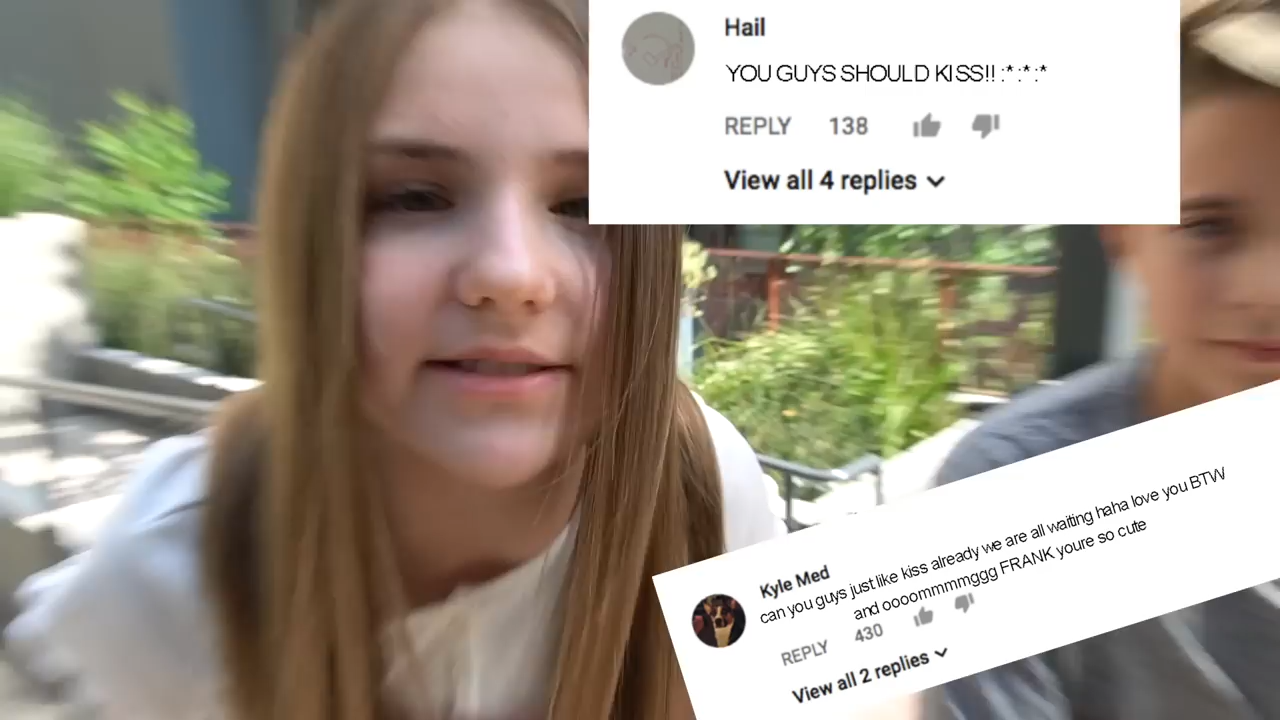 Hail
YOU GUYS SHOULD KISS!! :*:*:*
REPLY 138
View all 4 replies
Kyle Med
can you guys just like kiss already we are all waiting haha love you BTW
and oooommmmggg FRANK youre so cute
REPLY 430
View all 2 replies